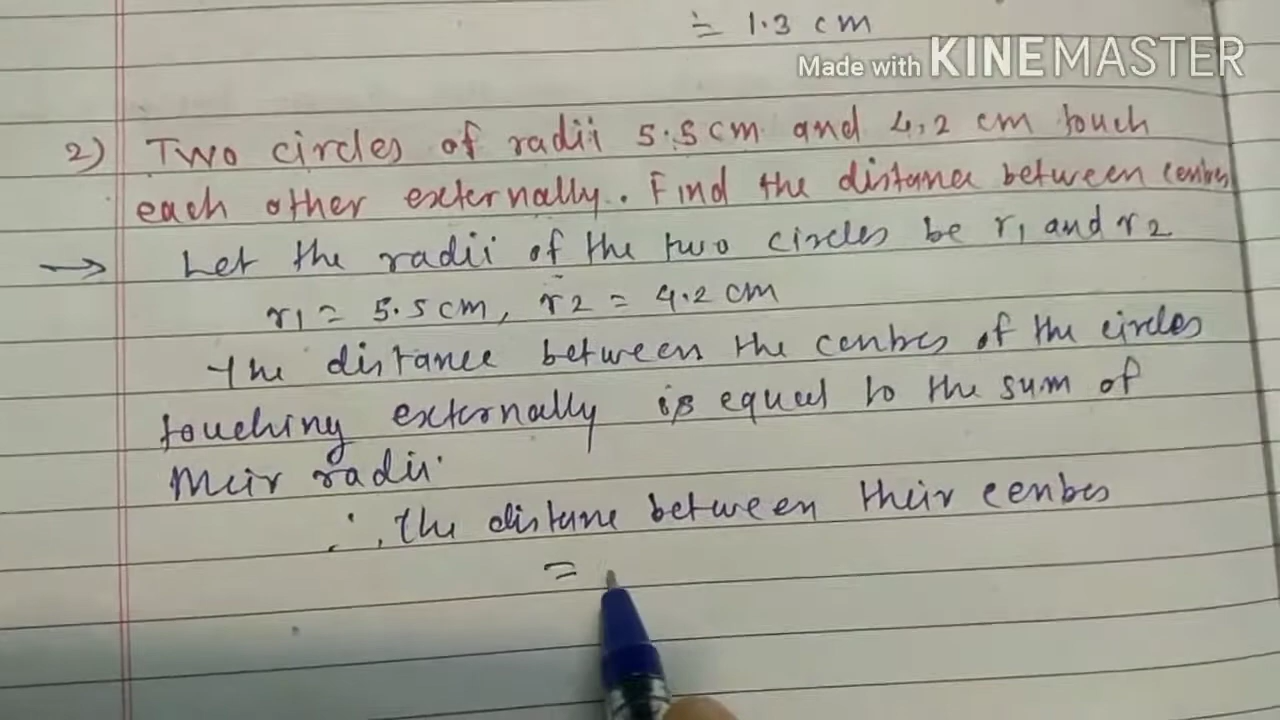 = 1.3 cm
Made with KINEMASTER
2) Two circles of radii 5.5 cm and 4.2 cm touch
each other externally. Find the distance between centres
→ Let the radii of the two circles be r1 and r2
r1 = 5.5 cm, r2 = 4.2 cm
The distance between the centres of the circles
touching externally is equal to the sum of
their radii.
∴ the distance between their centres
=